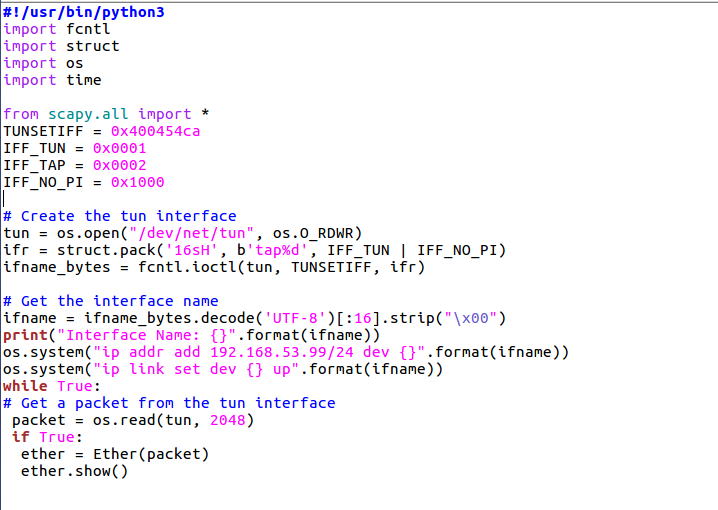 #!/usr/bin/python3
import fcntl
import struct
import os
import time

from scapy.all import *
TUNSETIFF = 0x400454ca
IFF_TUN = 0x0001
IFF_TAP = 0x0002
IFF_NO_PI = 0x1000

# Create the tun interface
tun = os.open("/dev/net/tun", os.O_RDWR)
ifr = struct.pack('16sH', b'tap%d', IFF_TUN | IFF_NO_PI)
ifname_bytes = fcntl.ioctl(tun, TUNSETIFF, ifr)

# Get the interface name
ifname = ifname_bytes.decode('UTF-8')[:16].strip("\x00")
print("Interface Name: {}".format(ifname))
os.system("ip addr add 192.168.53.99/24 dev {}".format(ifname))
os.system("ip link set dev {} up".format(ifname))
while True:
# Get a packet from the tun interface
 packet = os.read(tun, 2048)
 if True:
  ether = Ether(packet)
  ether.show()